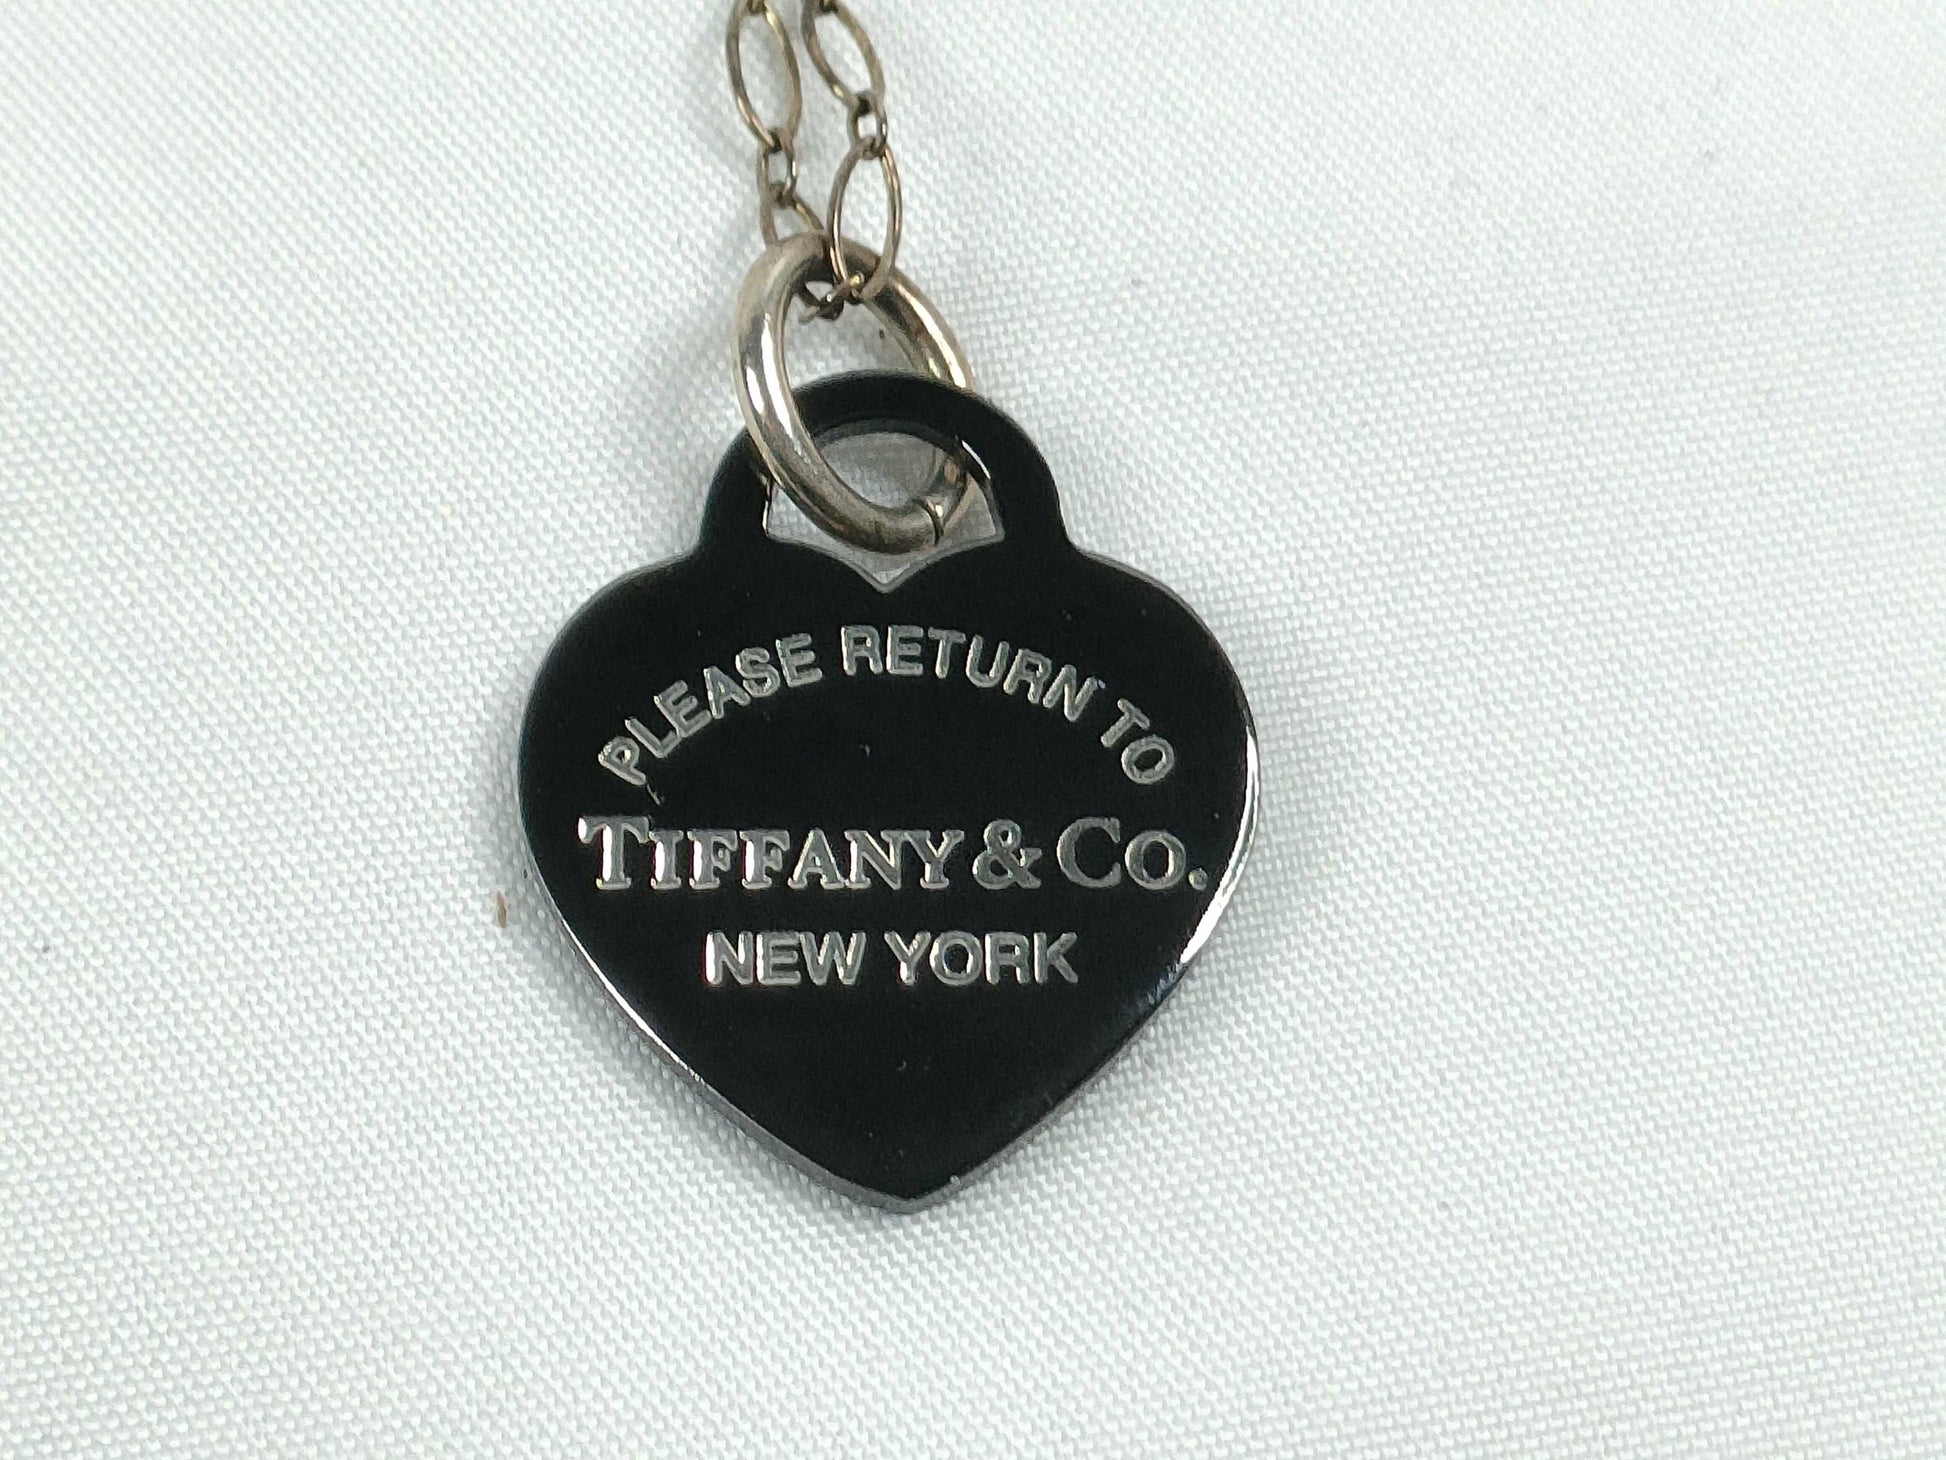 PLEASE RETURN TO
TIFFANY & CO.
NEW YORK